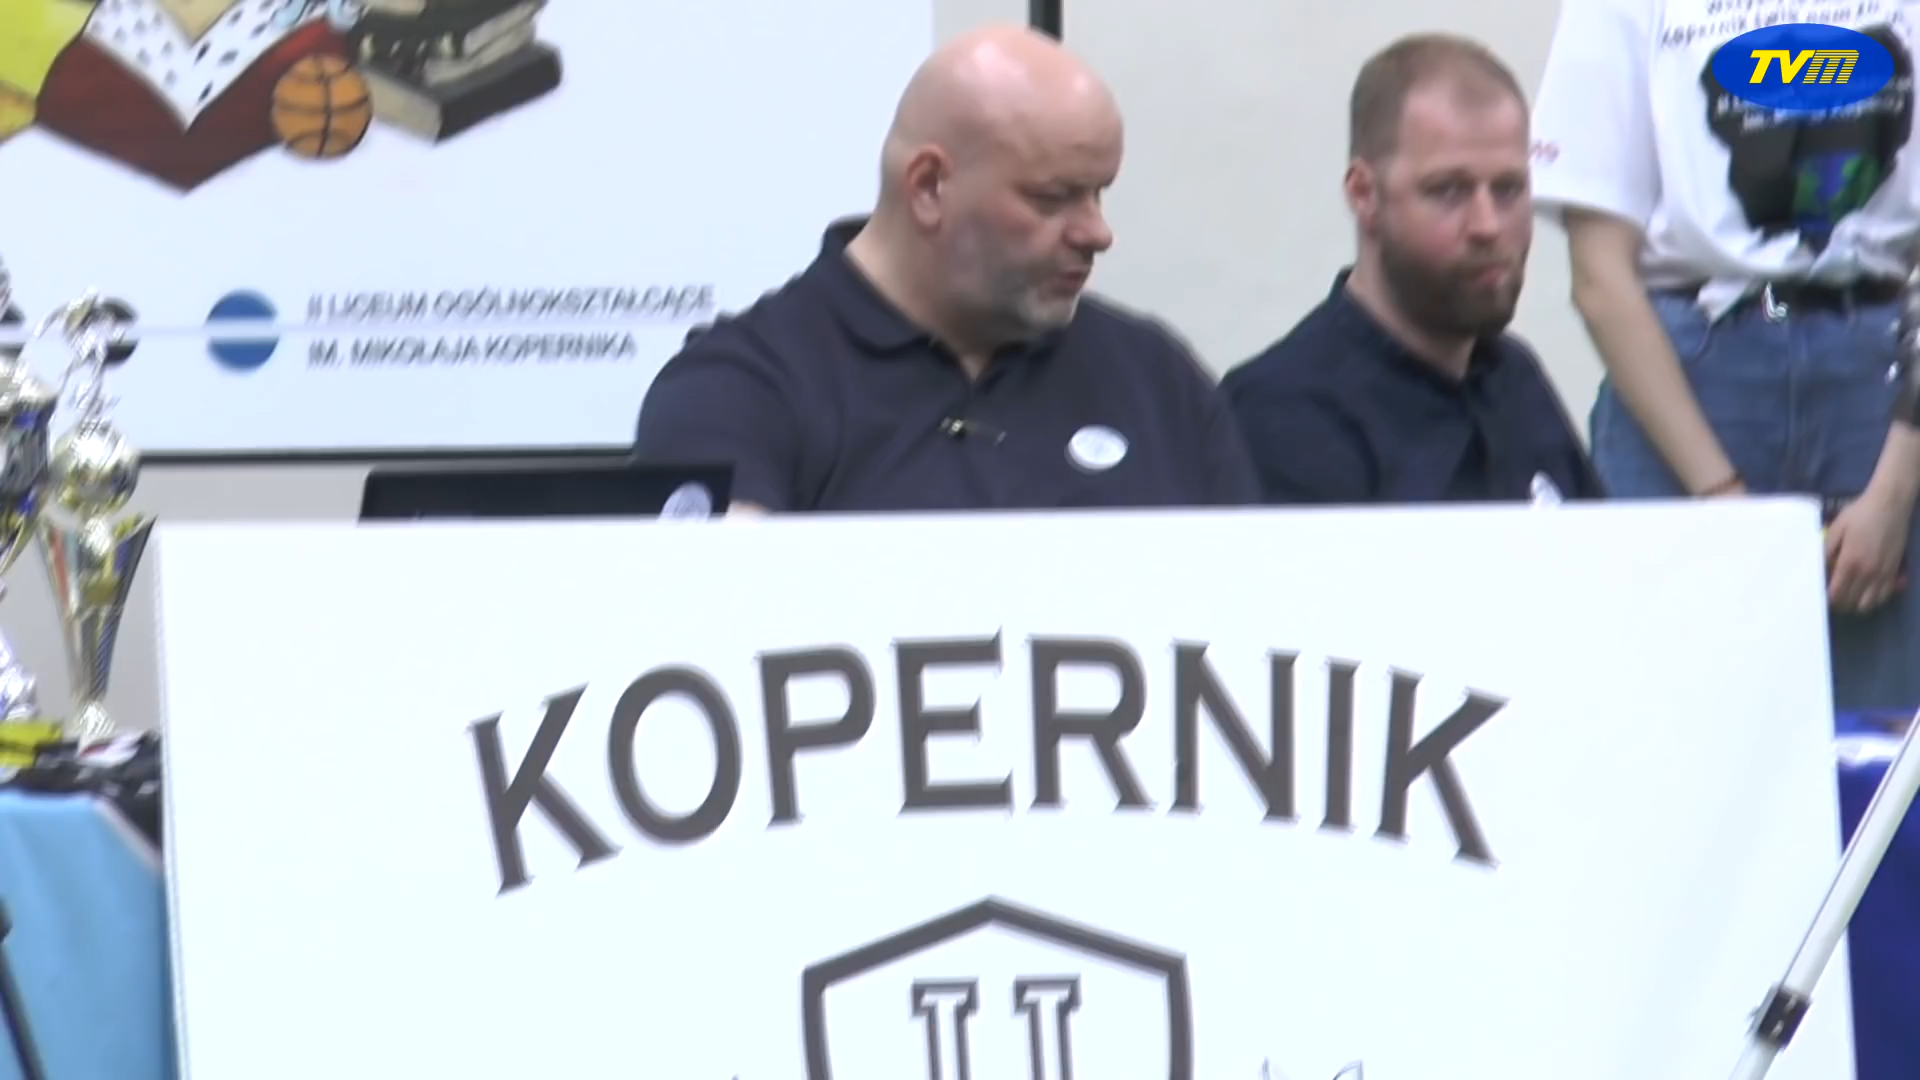 TVM
II LICEUM OGÓLNOKSZTAŁCĄCE
IM. MIKOŁAJA KOPERNIKA
KOPERNIK
II